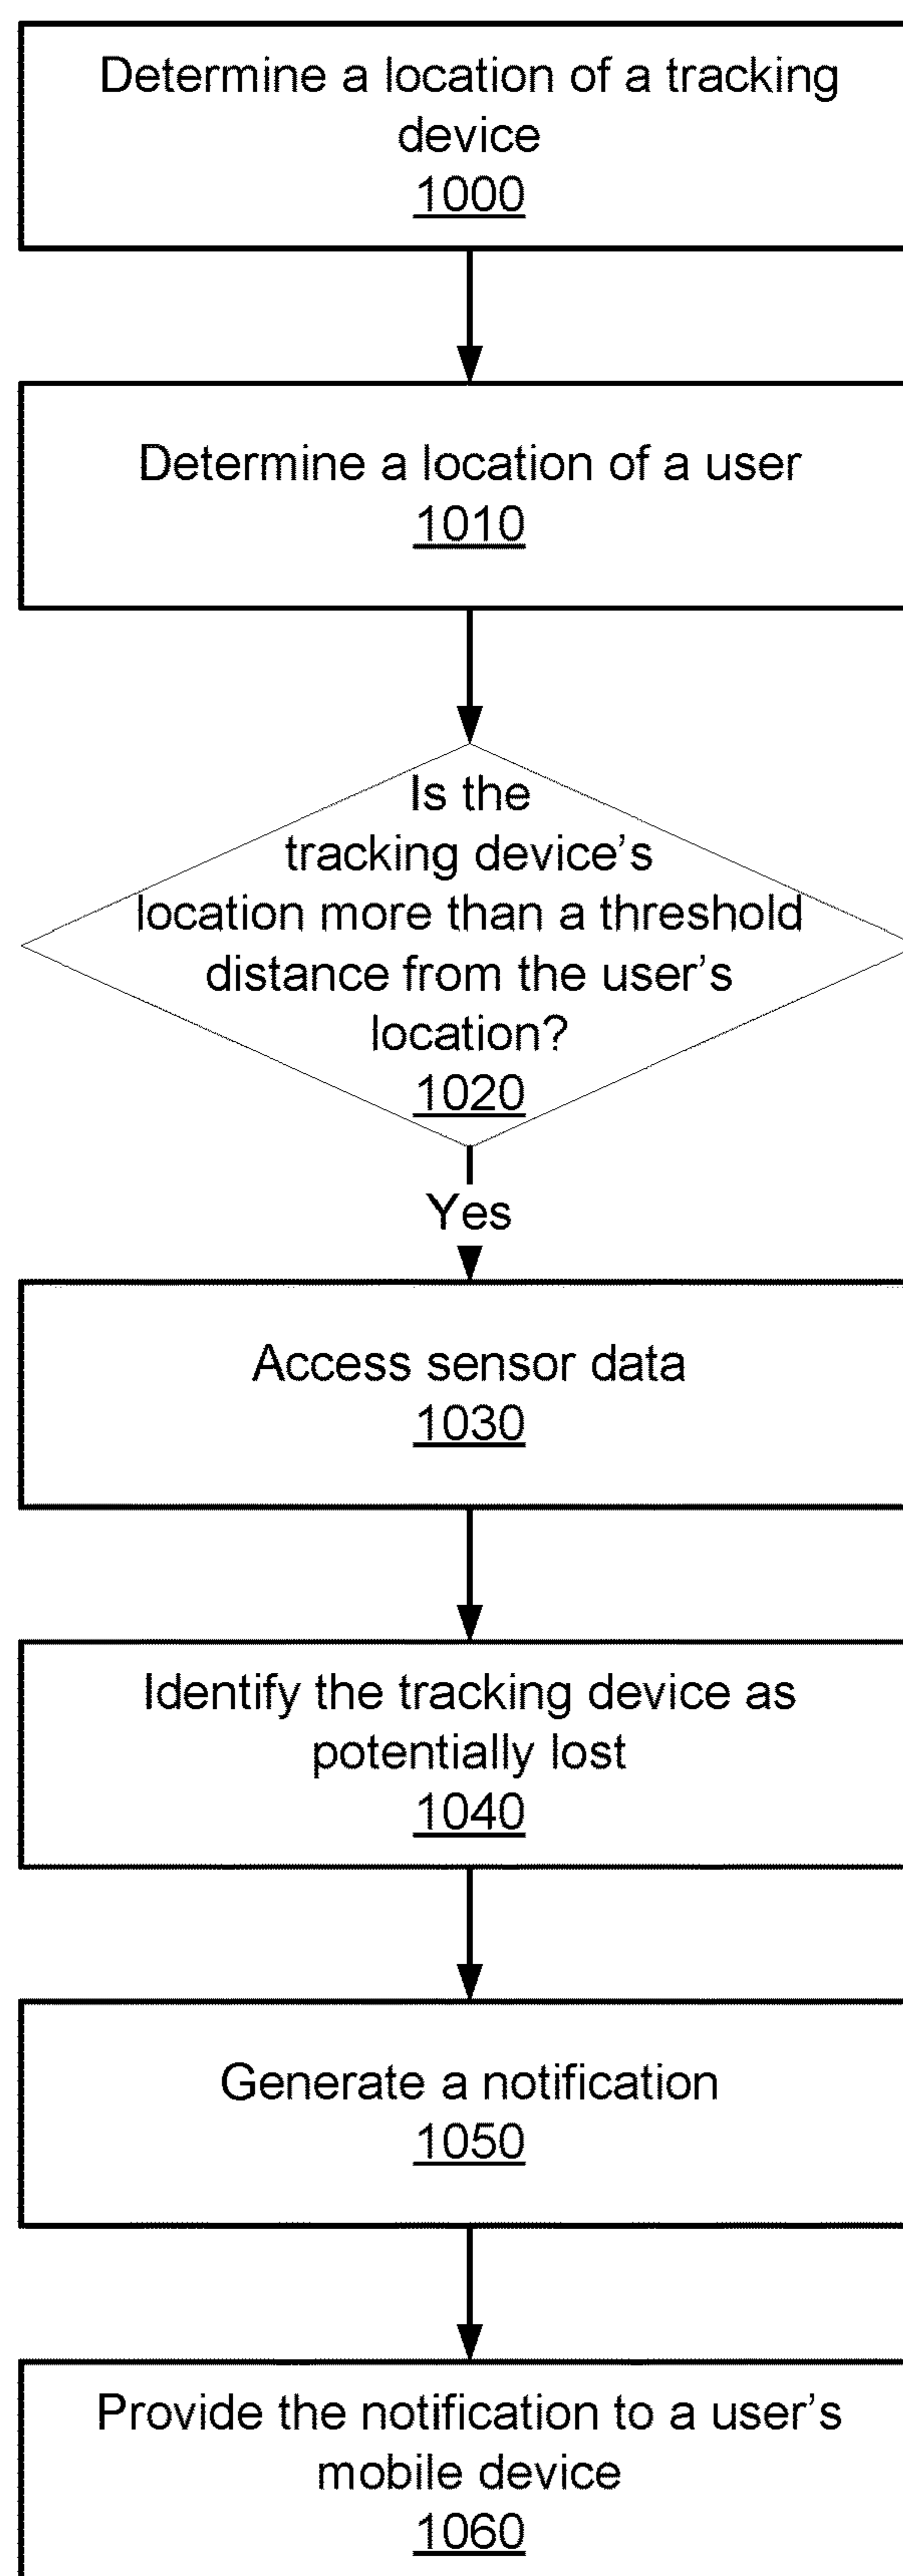 Determine a location of a tracking
device
1000
Determine a location of a user
1010
Is the
tracking device's
location more than a threshold
distance from the user's
location?
1020
Yes
Access sensor data
1030
Identify the tracking device as
potentially lost
1040
Generate a notification
1050
Provide the notification to a user's
mobile device
1060